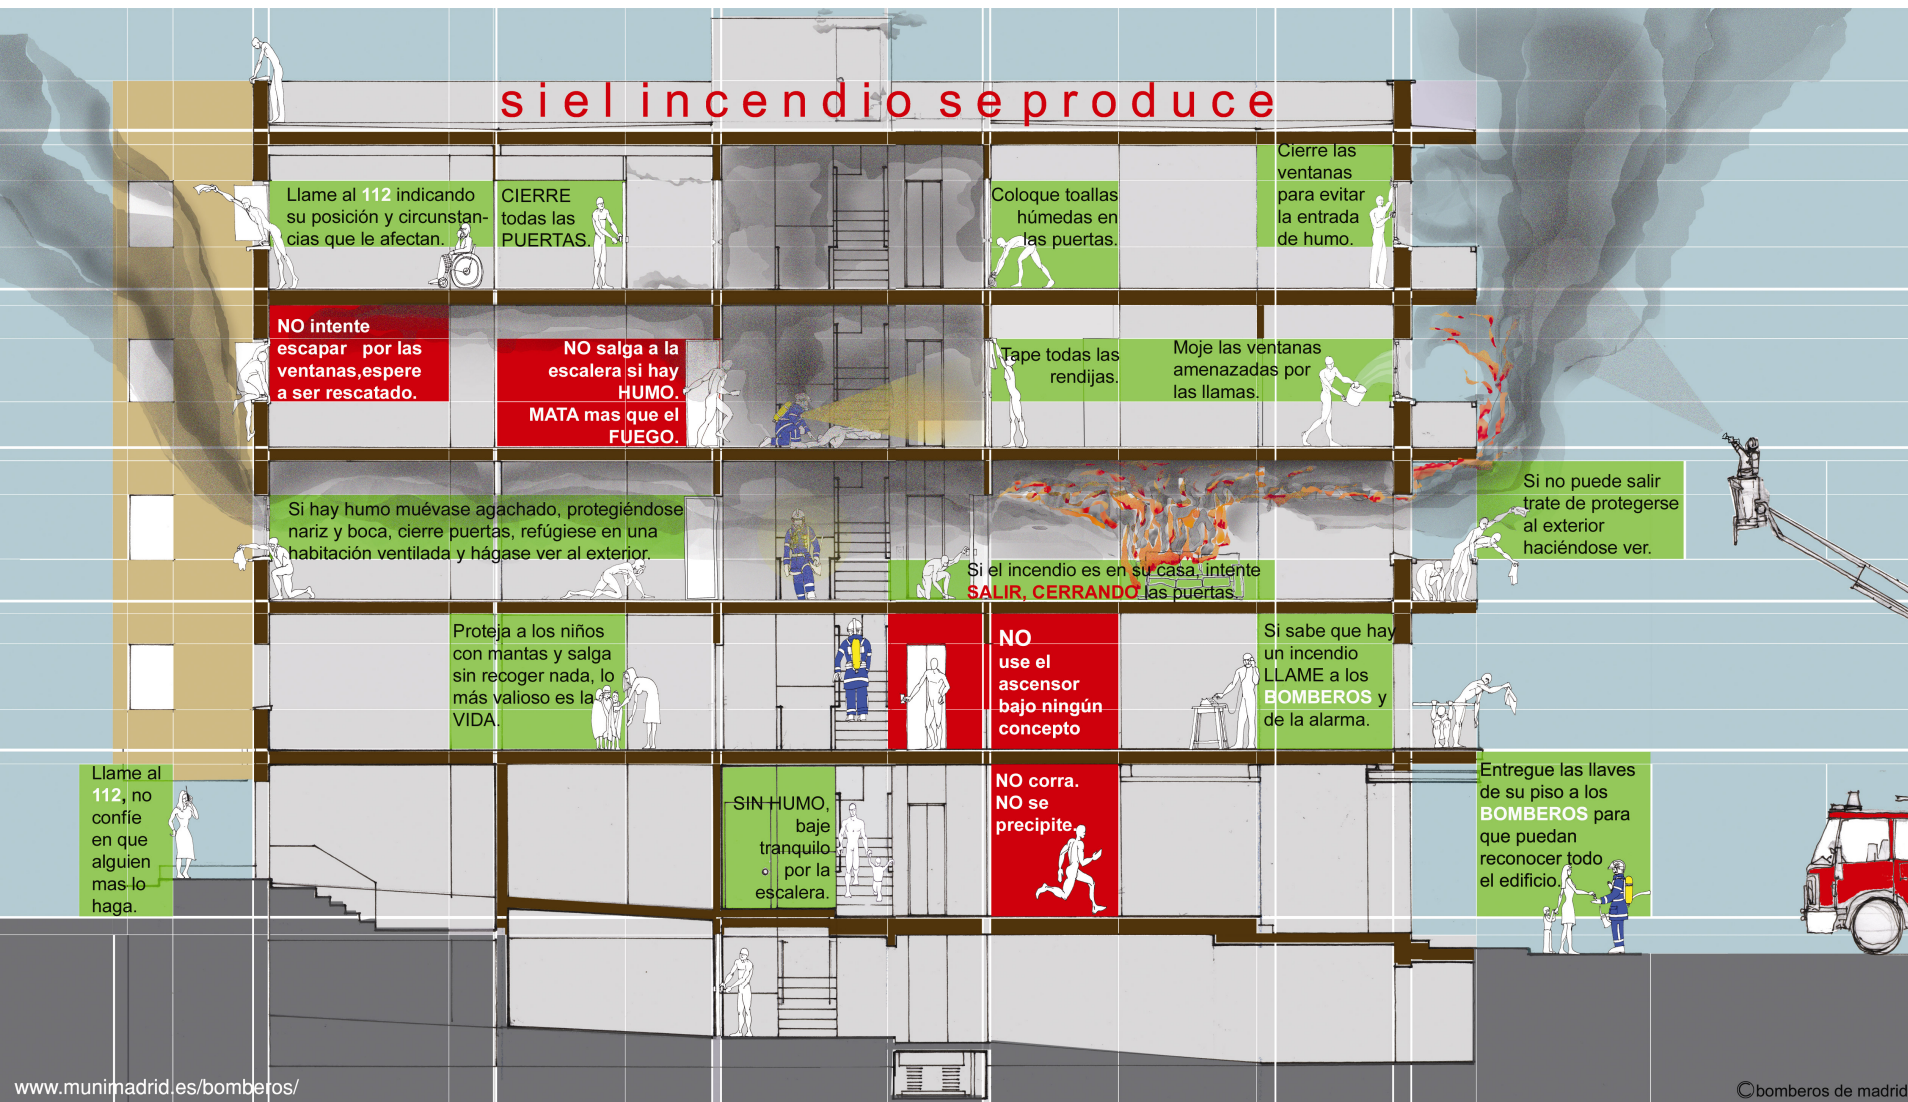 si el incendio se produce
Llame al 112 indicando
su posición y circunstan-
cias que le afectan.
CIERRE
todas las
PUERTAS.
Coloque toallas
húmedas en
las puertas.
Cierre las
ventanas
para evitar
la entrada
de humo.
NO intente
escapar por las
ventanas,espere
a ser rescatado.
NO salga a la
escalera si hay
HUMO.
MATA mas que el
FUEGO.
Tape todas las
rendijas.
Moje las ventanas
amenazadas por
las llamas.
Si hay humo muévase agachado, protegiéndose
nariz y boca, cierre puertas, refúgiese en una
habitación ventilada y hágase ver al exterior.
Si el incendio es en su casa, intente
SALIR, CERRANDO las puertas.
Si no puede salir
trate de protegerse
al exterior
haciéndose ver.
Proteja a los niños
con mantas y salga
sin recoger nada, lo
más valioso es la
VIDA.
NO
use el
ascensor
bajo ningún
concepto
Si sabe que hay
un incendio
LLAME a los
BOMBEROS y
de la alarma.
Llame al
112, no
confíe
en que
alguien
mas lo
haga.
SIN HUMO,
baje
tranquilo
por la
escalera.
NO corra.
NO se
precipite.
Entregue las llaves
de su piso a los
BOMBEROS para
que puedan
reconocer todo
el edificio.
www.munimadrid.es/bomberos/
©bomberos de madrid